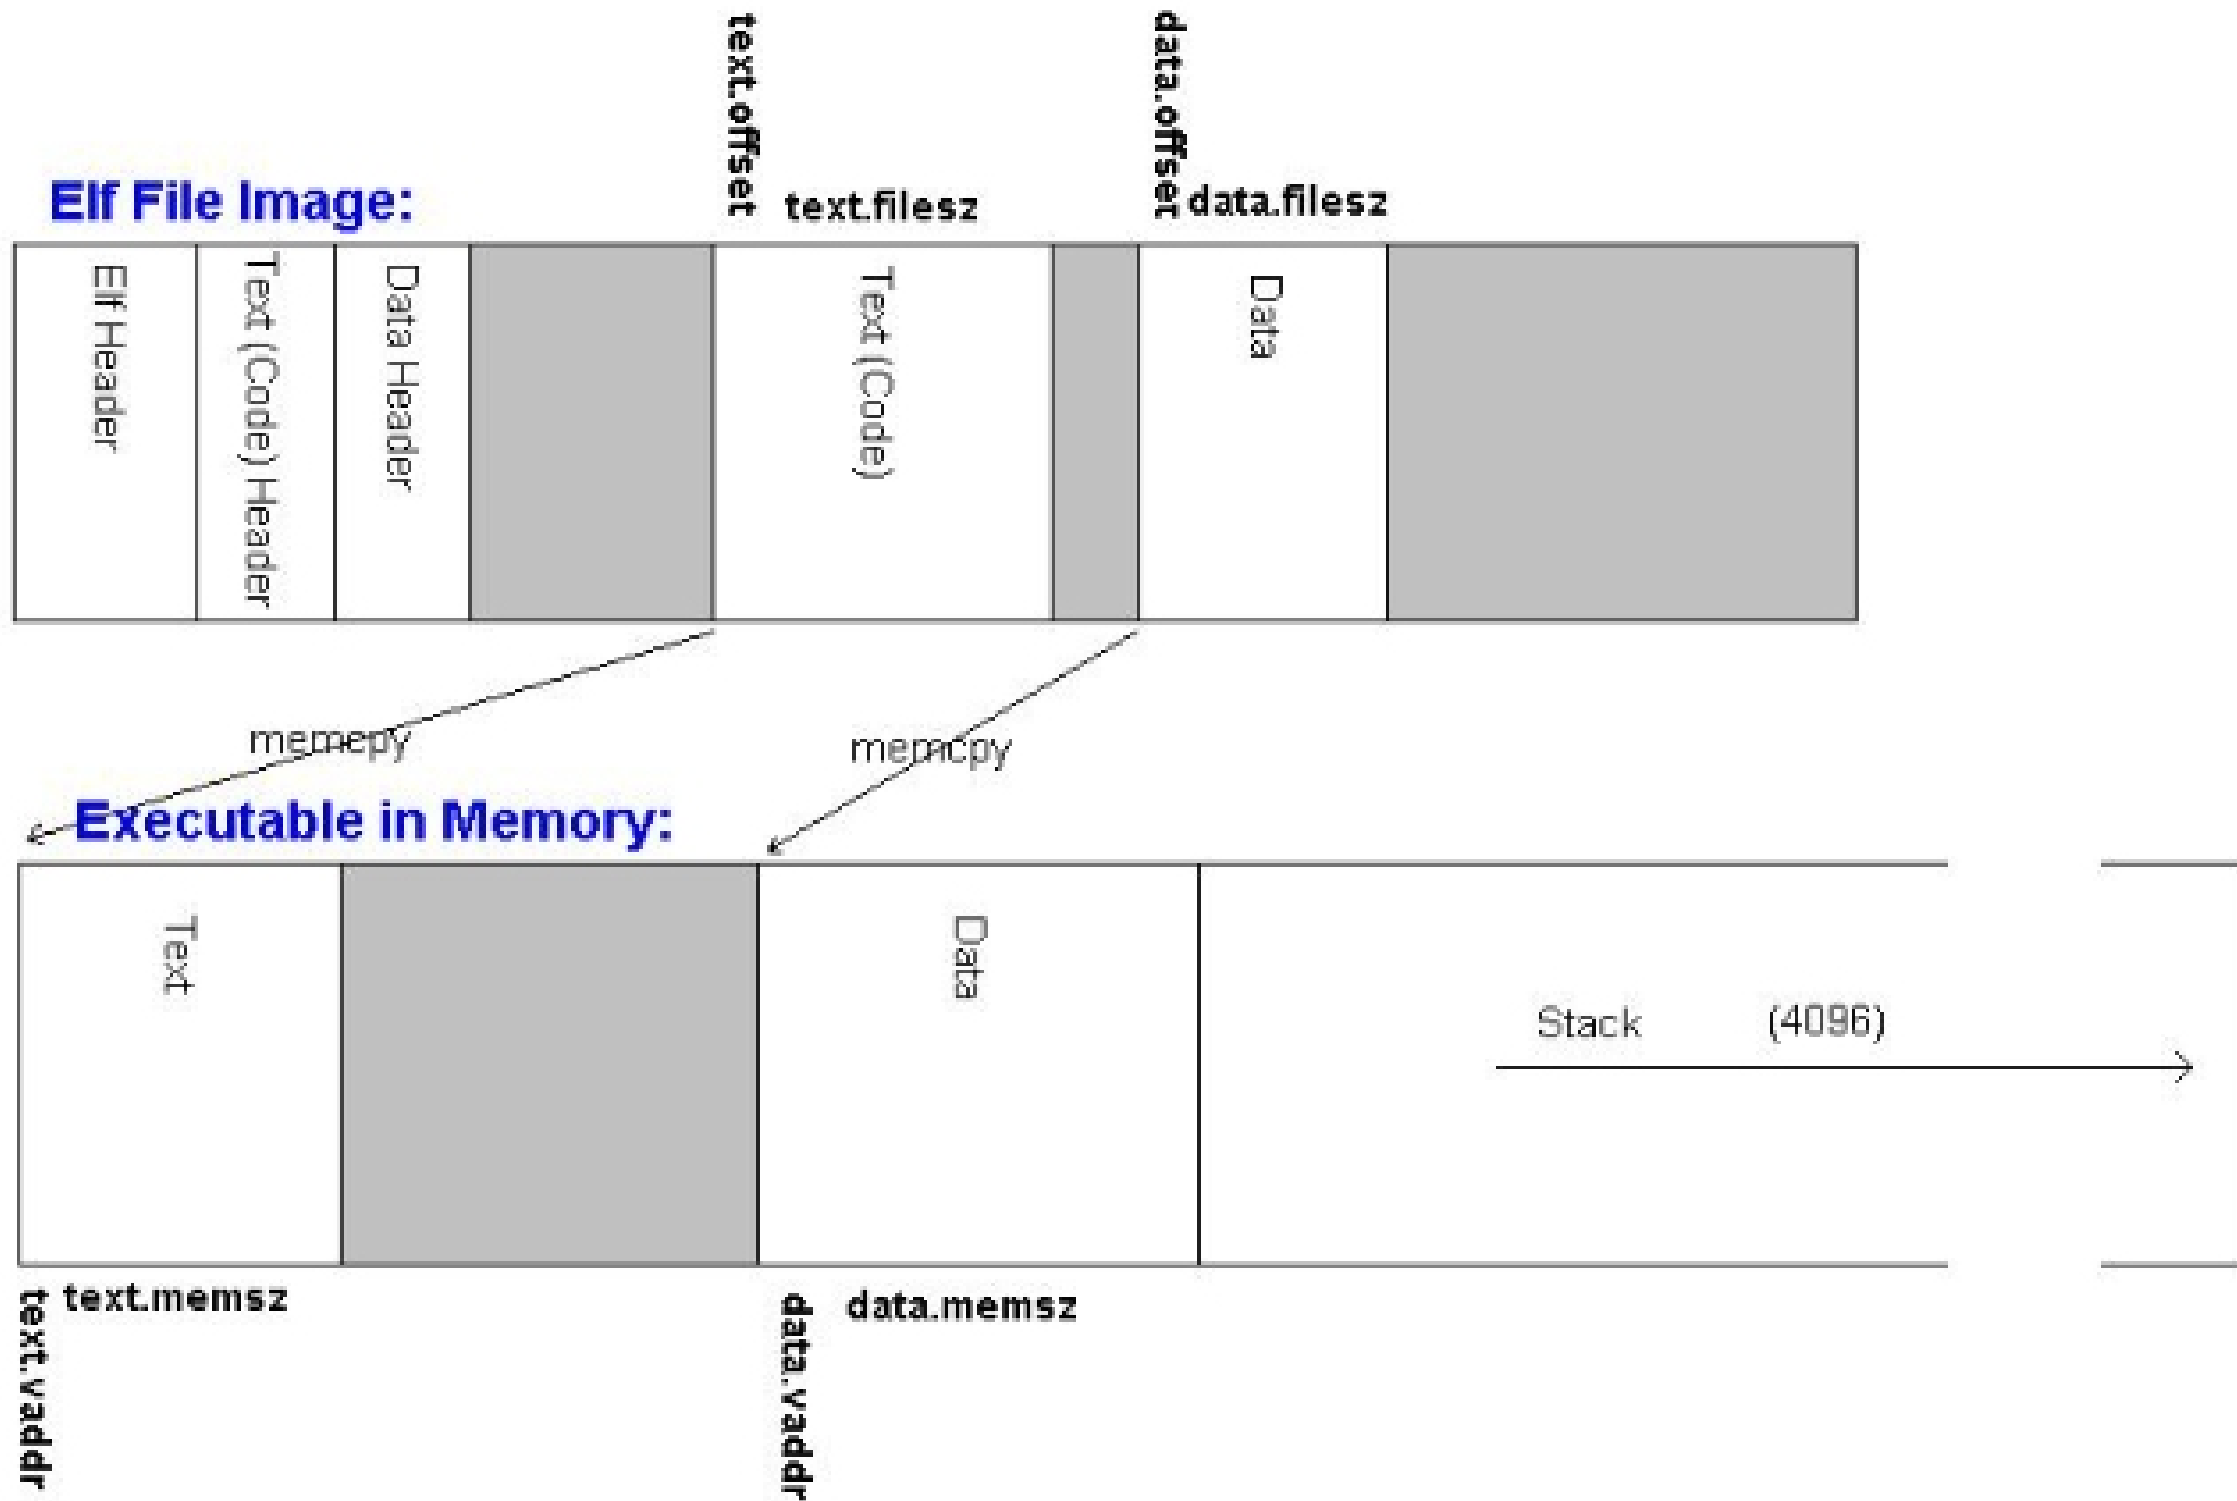 text.offset
data.offset
Elf File Image:
text.filesz
data.filesz
Elf Header
Text (Code) Header
Data Header
Text (Code)
Data
memcpy
memcpy
Executable in Memory:
Text
Data
Stack (4096)
text.vaddr
text.memsz
data.vaddr
data.memsz